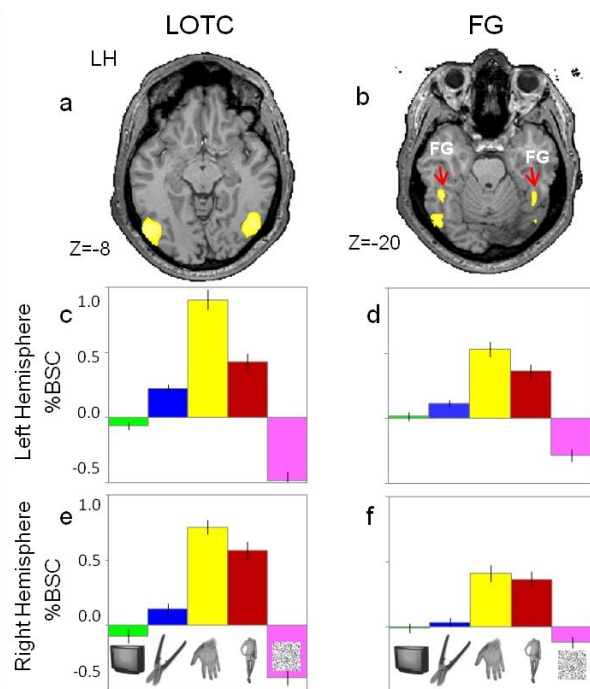 LOTC
FG
LH
a
b
FG
FG
Z=-8
Z=-20
Left Hemisphere
%BSC
c
1.0
0.5
0.0
-0.5
d
Right Hemisphere
%BSC
e
1.0
0.5
0.0
-0.5
f